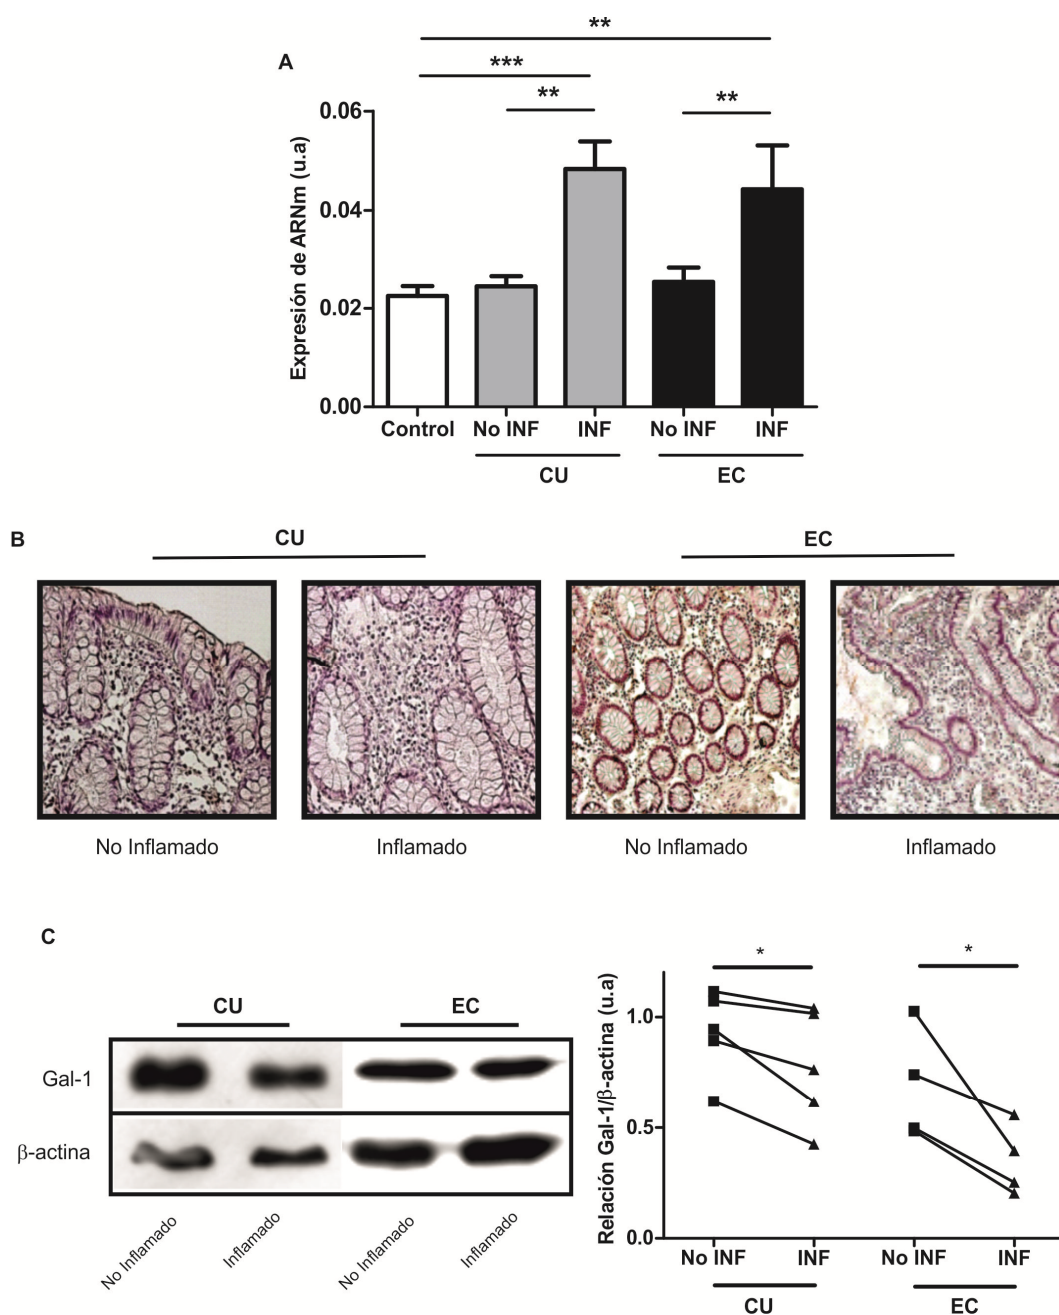 **
A
***
**
**
Expresión de ARNm (u.a)
0.06
0.04
0.02
0.00
Control No INF INF No INF INF
CU EC
B
CU EC
No Inflamado Inflamado No Inflamado Inflamado
C
CU EC
Gal-1
β-actina
No Inflamado Inflamado No Inflamado Inflamado
* *
Relación Gal-1/β-actina (u.a)
1.0
0.5
0.0
No INF INF No INF INF
CU EC